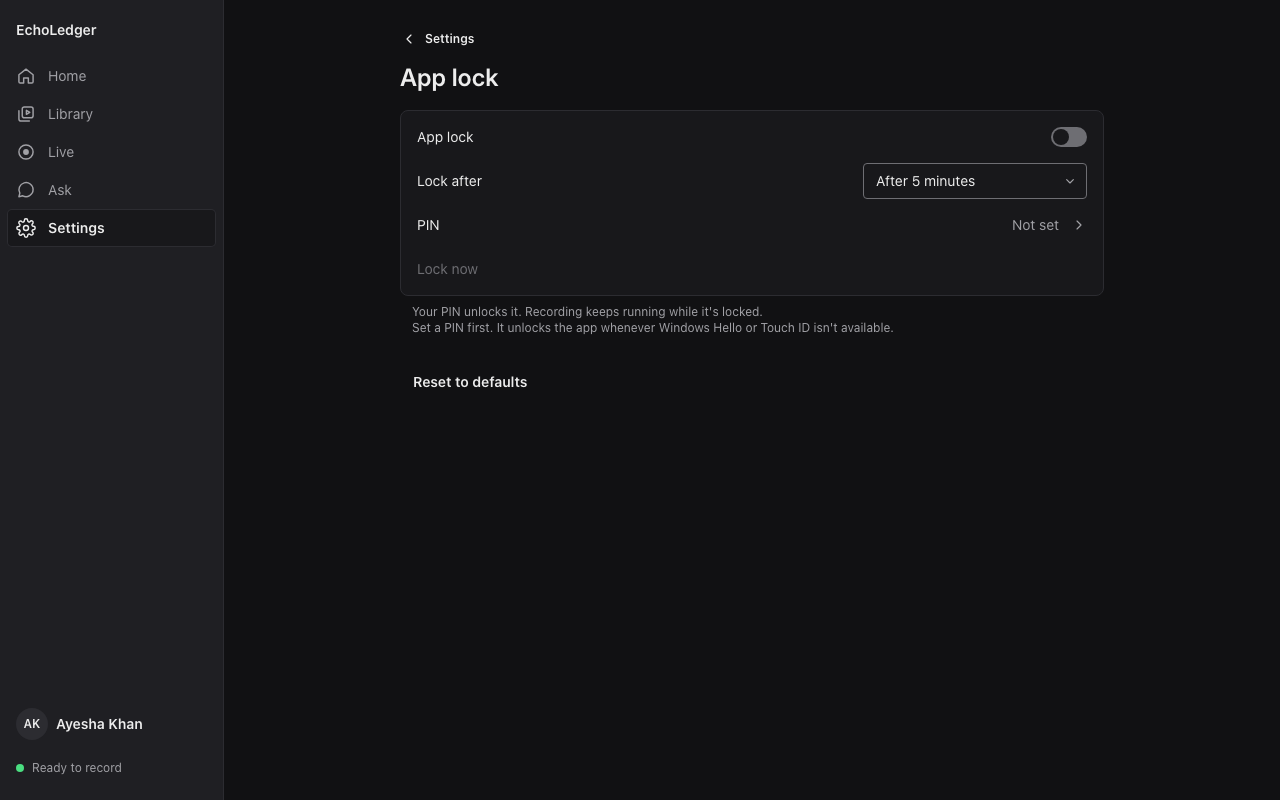 EchoLedger
Home
Library
Live
Ask
Settings
Ayesha Khan
AK
Ready to record
Settings
App lock
App lock
Lock after
After 5 minutes
PIN
Not set
Lock now
Your PIN unlocks it. Recording keeps running while it's locked.
Set a PIN first. It unlocks the app whenever Windows Hello or Touch ID isn't available.
Reset to defaults